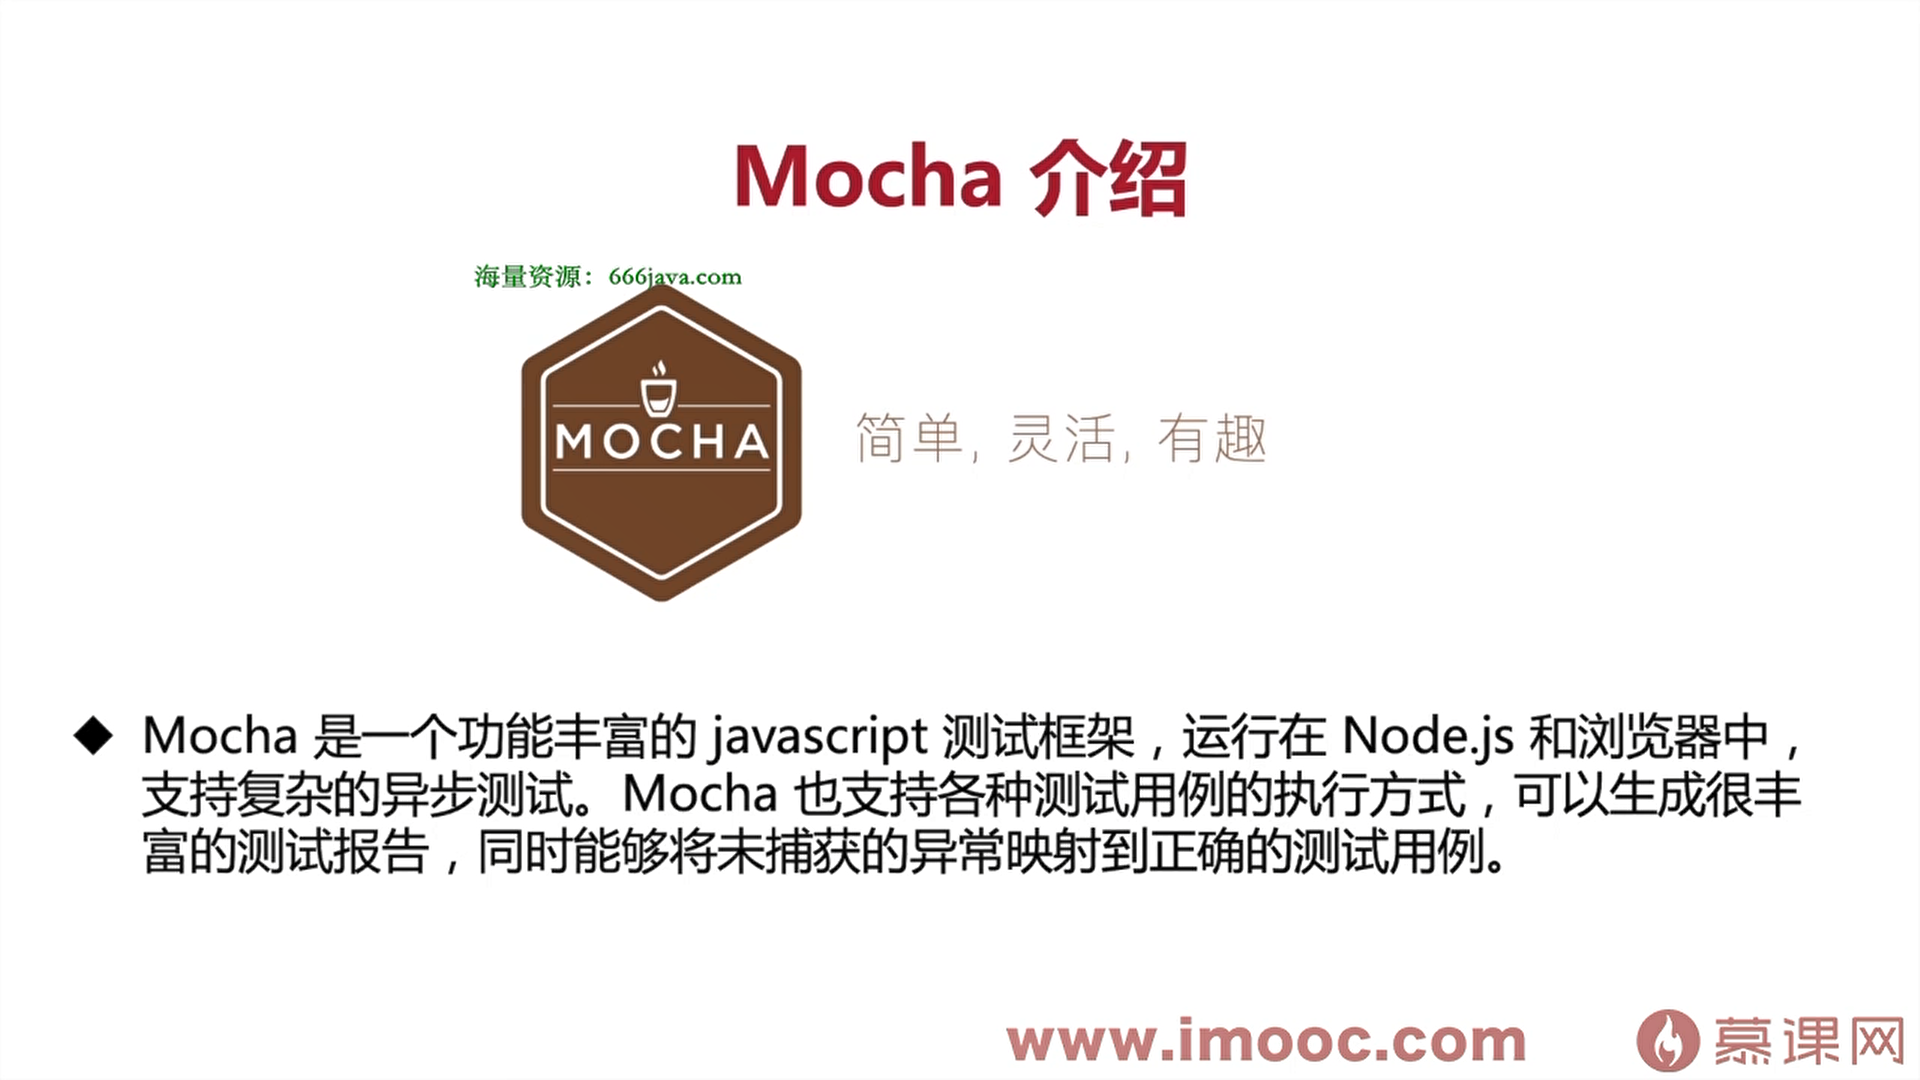 Mocha 介绍
海量资源：666java.com
MOCHA
简单, 灵活, 有趣
◆ Mocha 是一个功能丰富的 javascript 测试框架，运行在 Node.js 和浏览器中，
支持复杂的异步测试。Mocha 也支持各种测试用例的执行方式，可以生成很丰
富的测试报告，同时能够将未捕获的异常映射到正确的测试用例。
www.imooc.com 慕课网